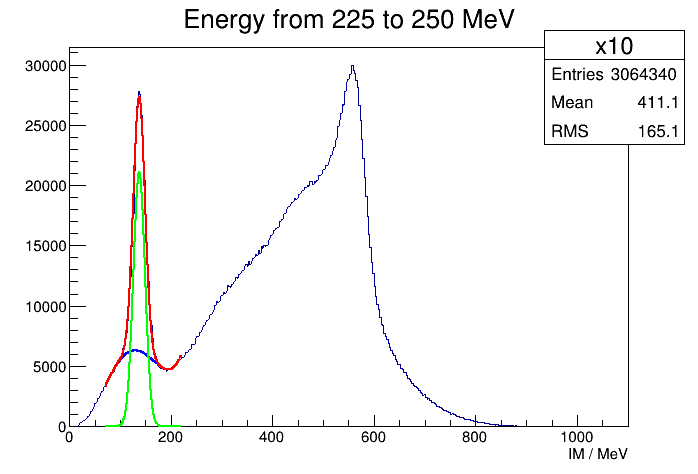 Energy from 225 to 250 MeV
x10
Entries 3064340
Mean 411.1
RMS 165.1
30000
25000
20000
15000
10000
5000
0
0 200 400 600 800 1000
IM / MeV